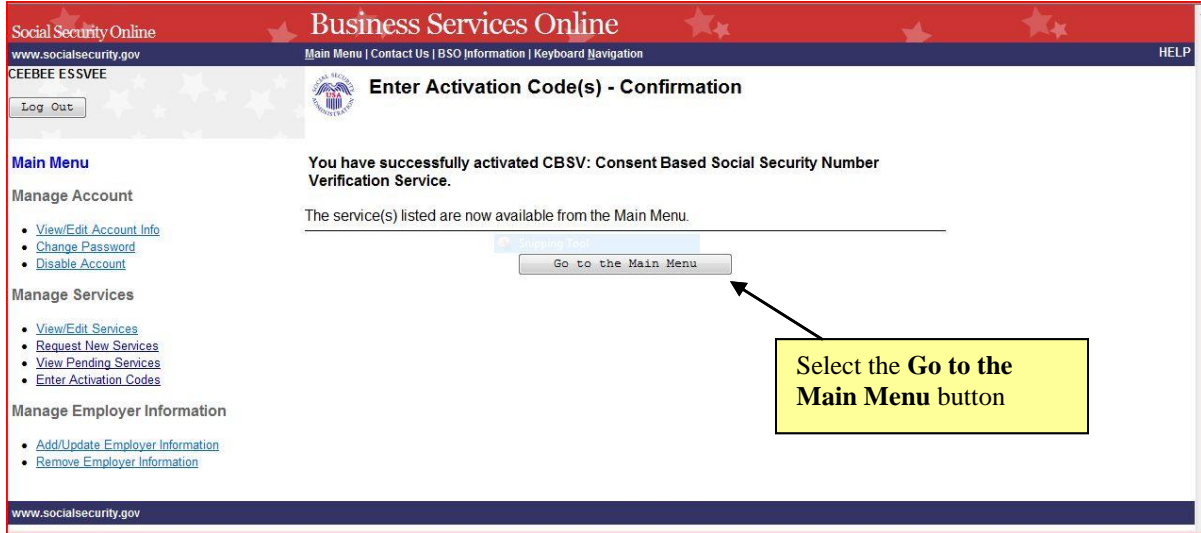 Social Security Online
Business Services Online
www.socialsecurity.gov
Main Menu | Contact Us | BSO Information | Keyboard Navigation
HELP
CEEBEE ESSVEE
Log Out
SOCIAL SECURITY ADMINISTRATION
USA
Enter Activation Code(s) - Confirmation
Main Menu
Manage Account
View/Edit Account Info
Change Password
Disable Account
Manage Services
View/Edit Services
Request New Services
View Pending Services
Enter Activation Codes
Manage Employer Information
Add/Update Employer Information
Remove Employer Information
You have successfully activated CBSV: Consent Based Social Security Number
Verification Service.
The service(s) listed are now available from the Main Menu.
Snipping Tool
Go to the Main Menu
Select the Go to the
Main Menu button
www.socialsecurity.gov